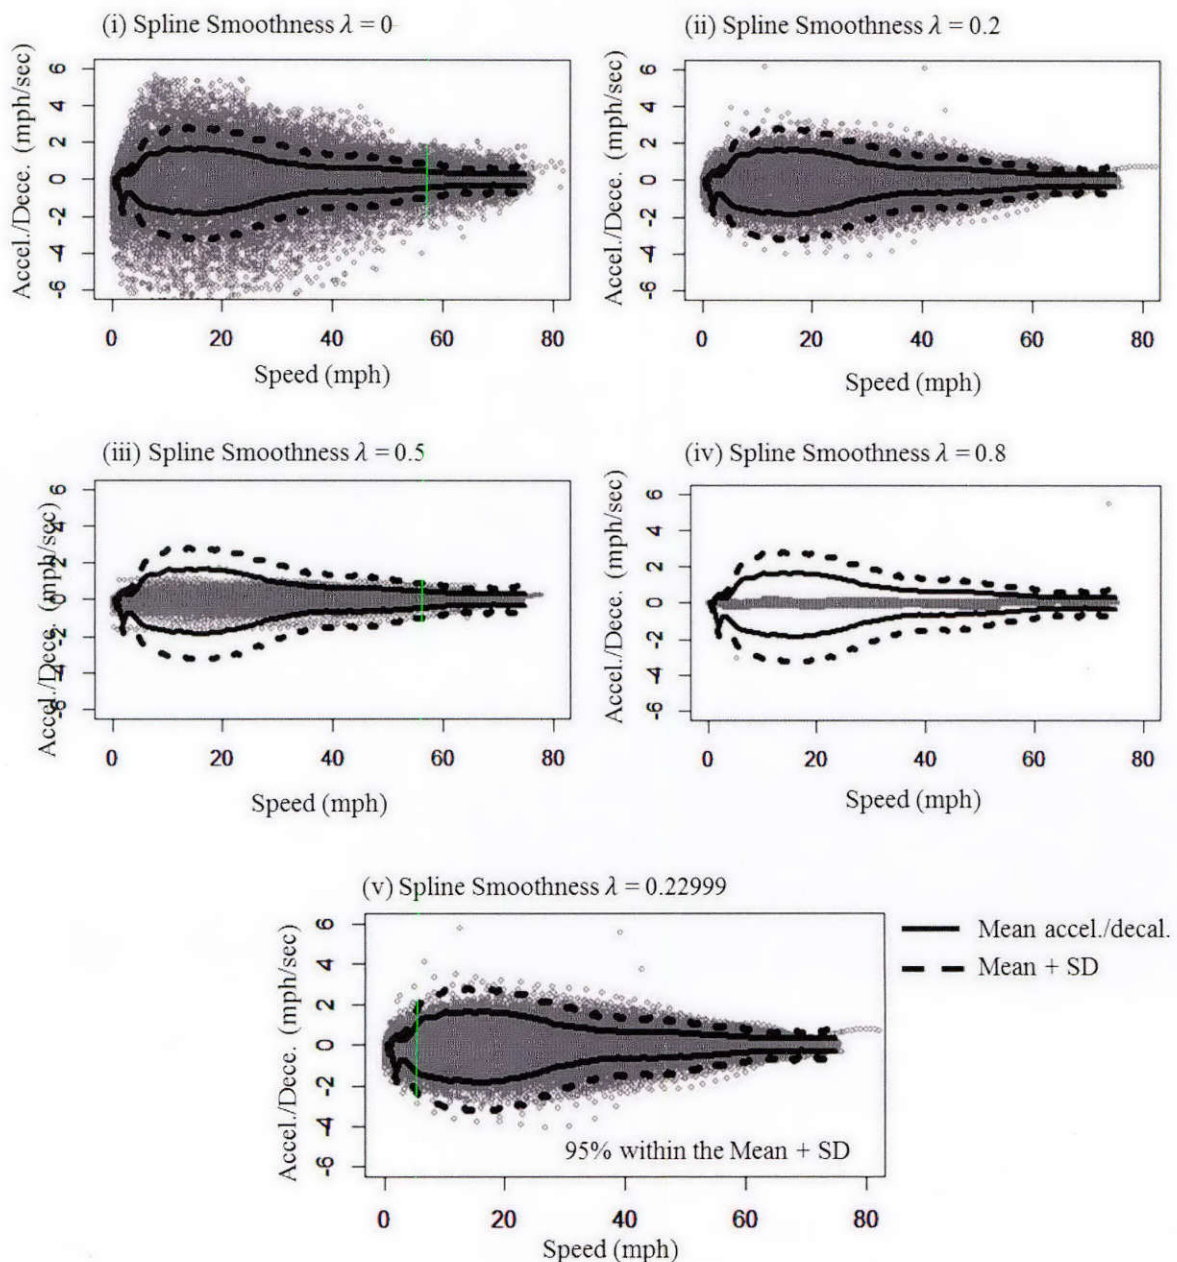 (i) Spline Smoothness λ = 0
(ii) Spline Smoothness λ = 0.2
Accel./Dece. (mph/sec)
6
4
2
0
-2
-4
-6
0 20 40 60 80
Speed (mph)
Accel./Dece. (mph/sec)
6
4
2
0
-2
-4
-6
0 20 40 60 80
Speed (mph)
(iii) Spline Smoothness λ = 0.5
(iv) Spline Smoothness λ = 0.8
Accel./Dece. (mph/sec)
6
4
2
0
-2
-6
0 20 40 60 80
Speed (mph)
Accel./Dece. (mph/sec)
6
4
2
0
-2
-4
-6
0 20 40 60 80
Speed (mph)
(v) Spline Smoothness λ = 0.22999
Accel./Dece. (mph/sec)
6
4
2
0
-2
-4
-6
95% within the Mean + SD
0 20 40 60 80
Speed (mph)
Mean accel./decal.
Mean + SD